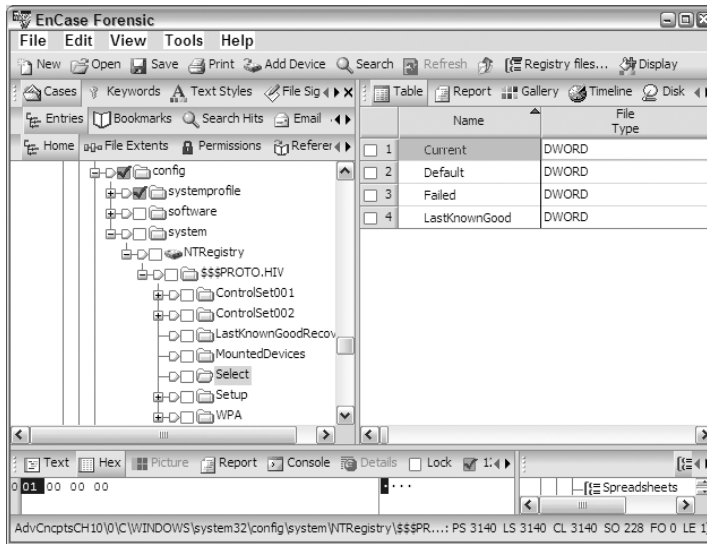 EnCase Forensic
File Edit View Tools Help
New Open Save Print Add Device Search Refresh Registry files... Display
Cases Keywords Text Styles File Sig
Entries Bookmarks Search Hits Email
Home File Extents Permissions Referer
config
systemprofile
software
system
NTRegistry
$$$PROTO.HIV
ControlSet001
ControlSet002
LastKnownGoodRecov
MountedDevices
Select
Setup
WPA
Table Report Gallery Timeline Disk
Name File Type
1 Current DWORD
2 Default DWORD
3 Failed DWORD
4 LastKnownGood DWORD
Text Hex Picture Report Console Details Lock
0 01 00 00 00
· · · ·
Spreadsheets
AdvCncptsCH10\0\C\WINDOWS\system32\config\system\NTRegistry\$$$PR...: PS 3140 LS 3140 CL 3140 SO 228 FO 0 LE 1